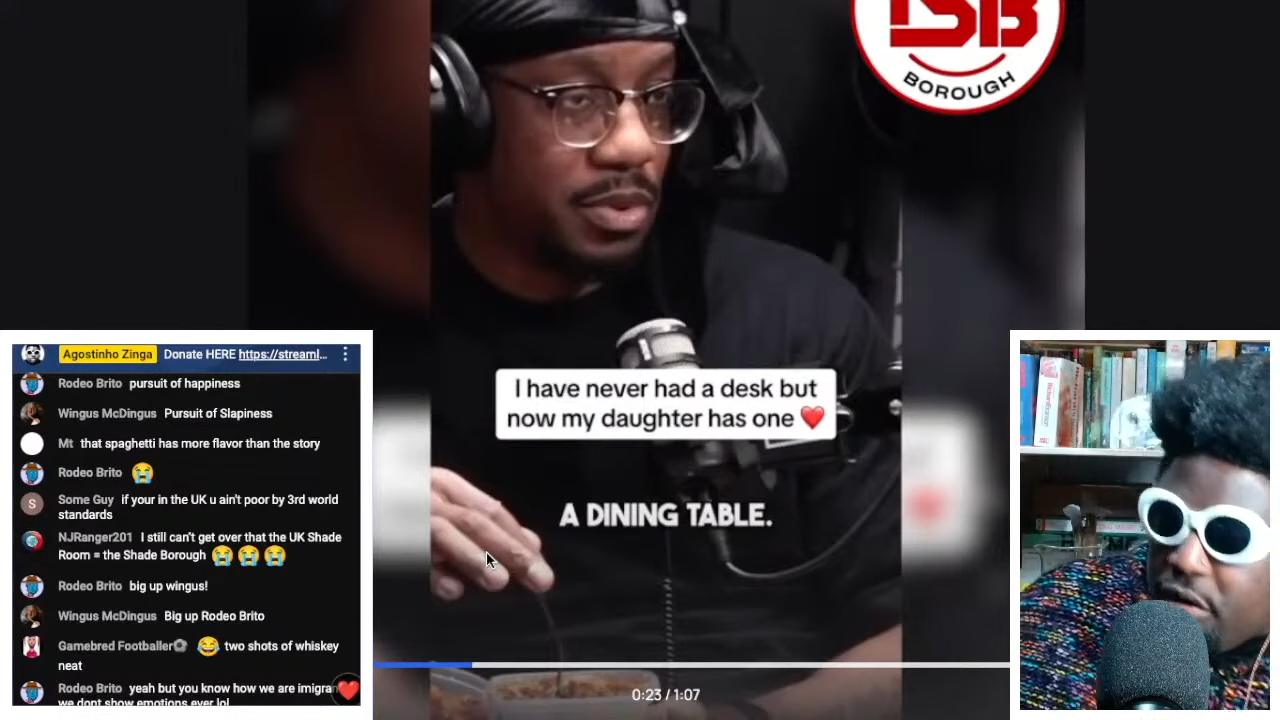 TSB
BOROUGH
I have never had a desk but
now my daughter has one ❤️
A DINING TABLE.
0:23 / 1:07
Agostinho Zinga Donate HERE https://streaml...
Rodeo Brito pursuit of happiness
Wingus McDingus Pursuit of Slapiness
Mt that spaghetti has more flavor than the story
Rodeo Brito 😭
S Some Guy if your in the UK u ain't poor by 3rd world
standards
NJRanger201 I still can't get over that the UK Shade
Room = the Shade Borough 😭😭😭
Rodeo Brito big up wingus!
Wingus McDingus Big up Rodeo Brito
Gamebred Footballer⚽ 😂 two shots of whiskey
neat
Rodeo Brito yeah but you know how we are imigra
we dont show emotions ever lol